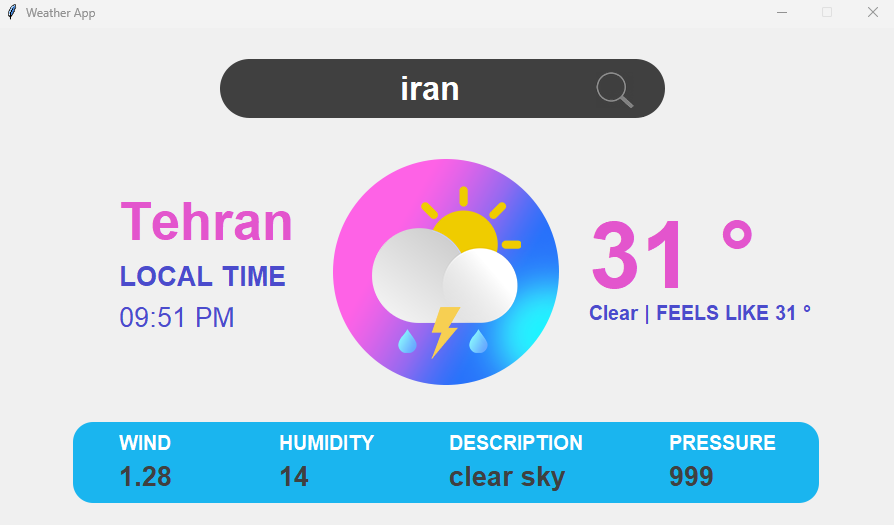 Weather App
iran
Tehran
LOCAL TIME
09:51 PM
31 °
Clear | FEELS LIKE 31 °
WIND HUMIDITY DESCRIPTION PRESSURE
1.28 14 clear sky 999